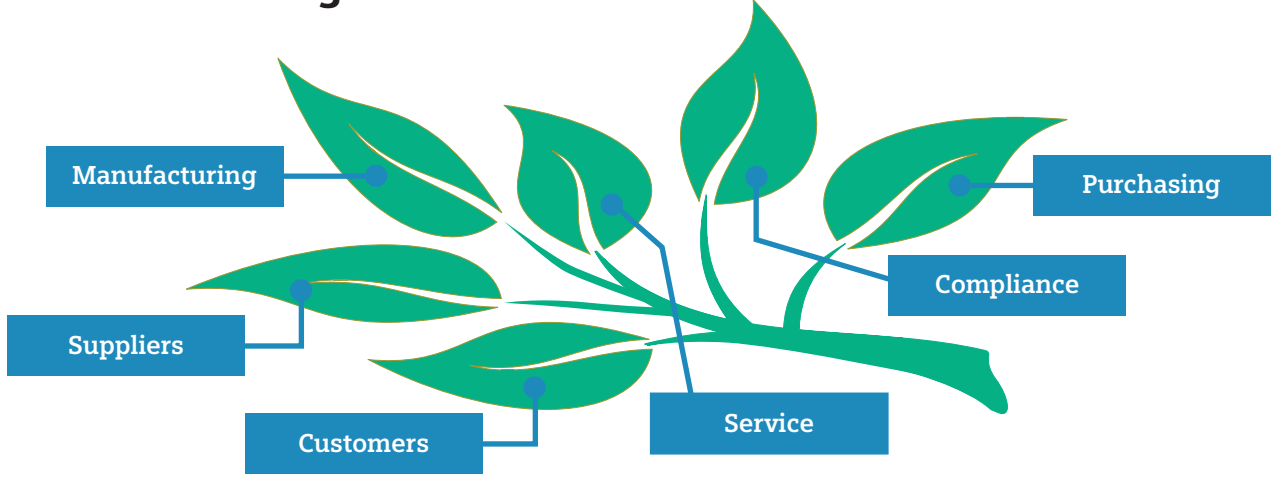 Manufacturing
Purchasing
Compliance
Suppliers
Service
Customers